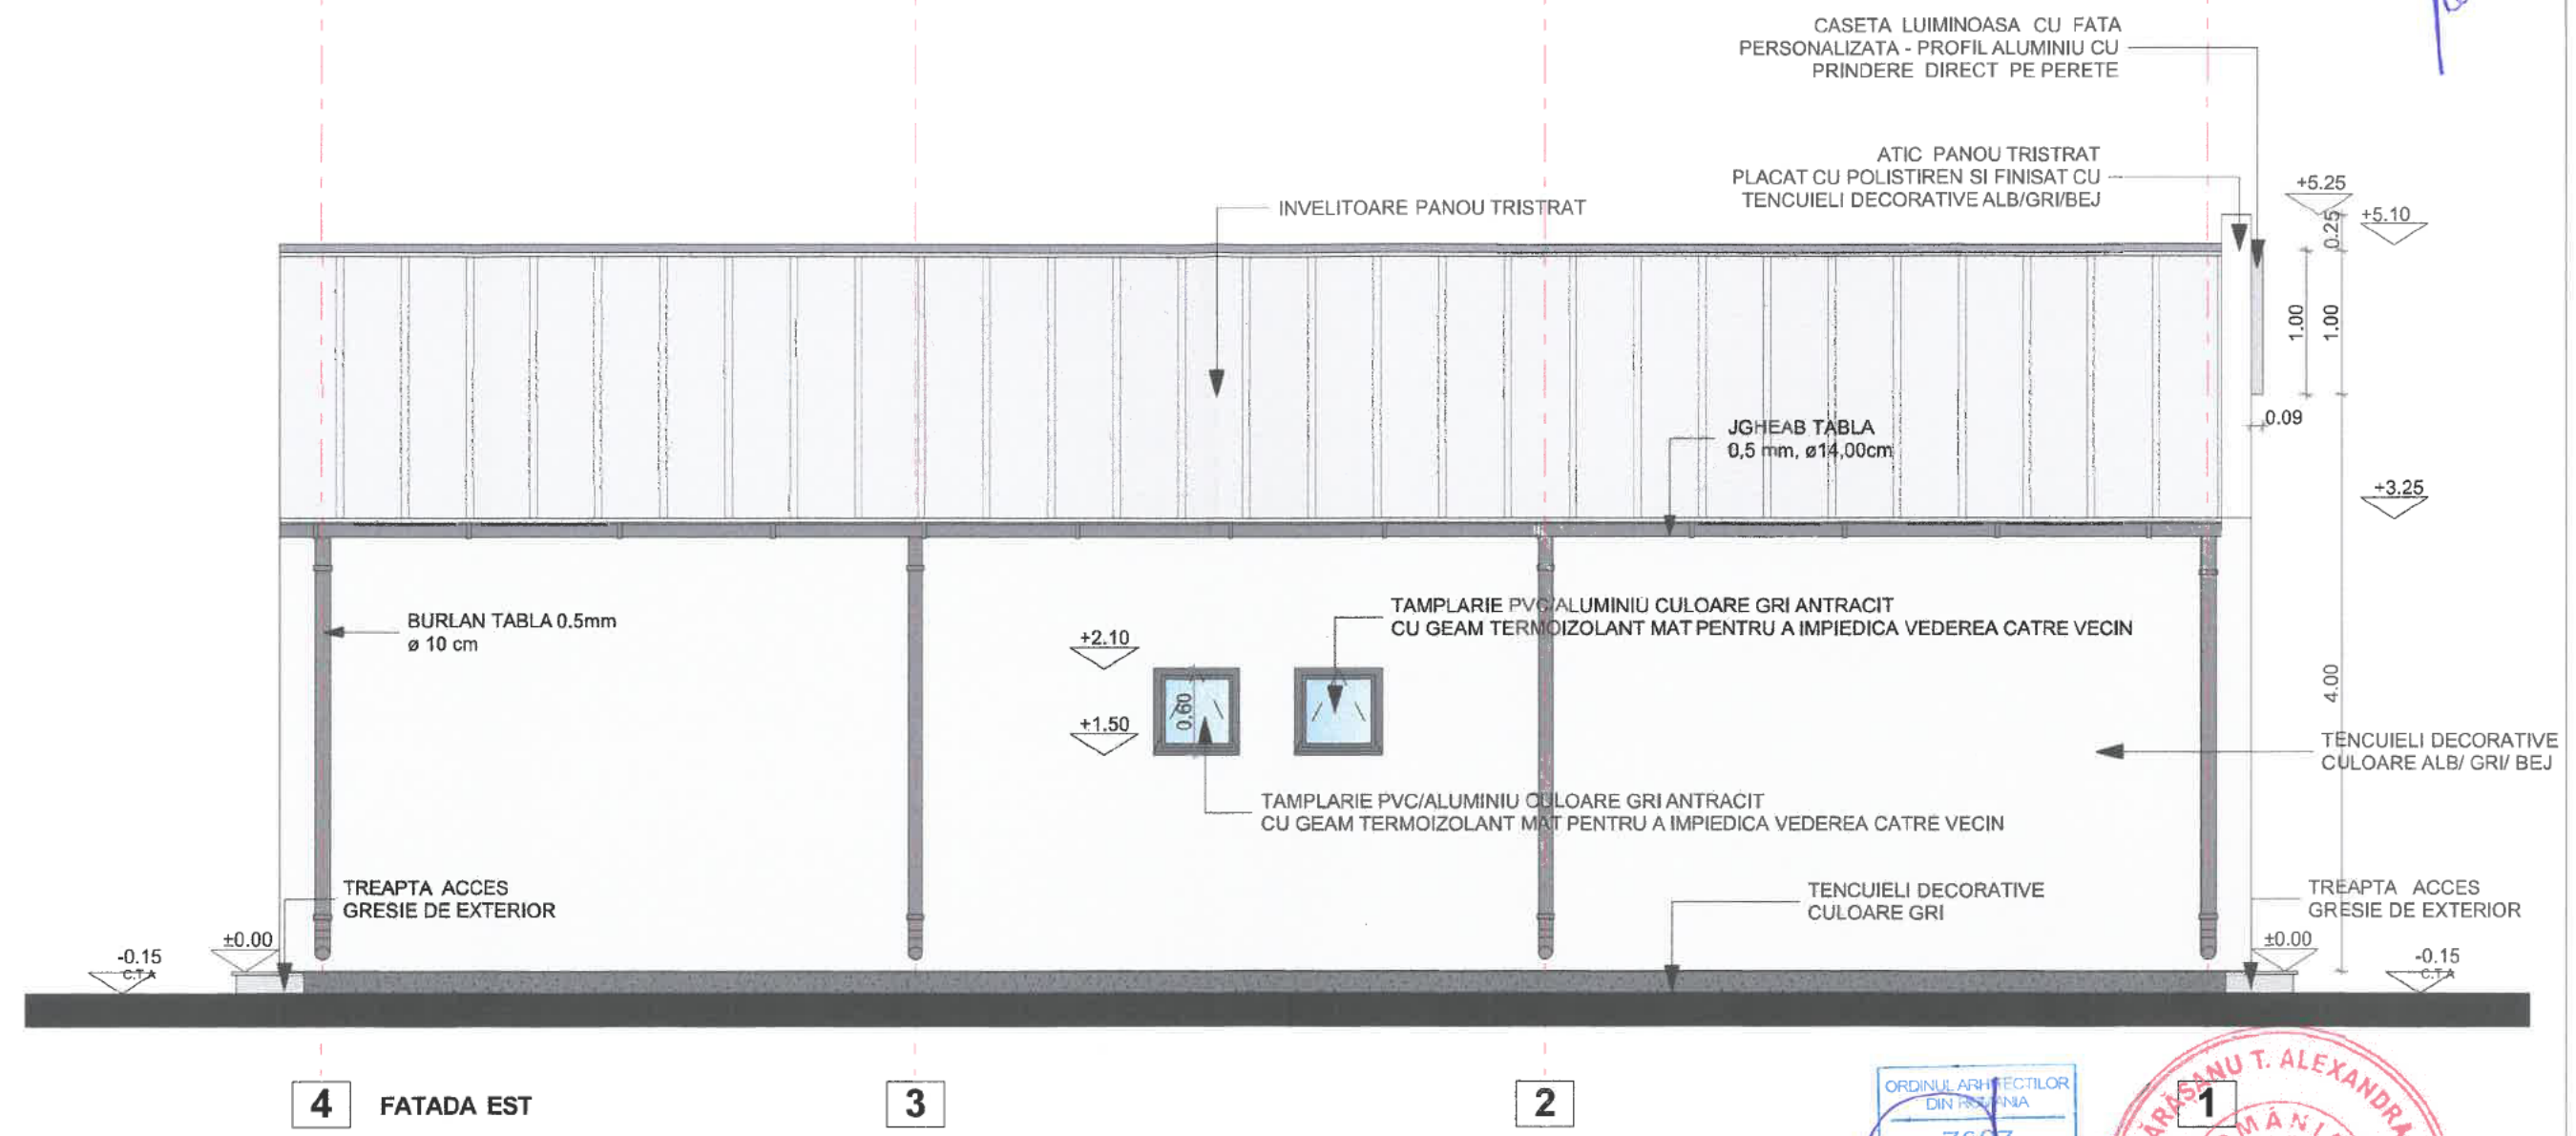 CASETA LUIMINOASA CU FATA
PERSONALIZATA - PROFIL ALUMINIU CU
PRINDERE DIRECT PE PERETE
ATIC PANOU TRISTRAT
PLACAT CU POLISTIREN SI FINISAT CU
TENCUIELI DECORATIVE ALB/GRI/BEJ
+5.25
+5.10
0.25
INVELITOARE PANOU TRISTRAT
1.00
1.00
0.09
JGHEAB TABLA
0,5 mm, ø14,00cm
+3.25
BURLAN TABLA 0.5mm
ø 10 cm
TAMPLARIE PVC/ALUMINIU CULOARE GRI ANTRACIT
CU GEAM TERMOIZOLANT MAT PENTRU A IMPIEDICA VEDEREA CATRE VECIN
+2.10
0.60
+1.50
4.00
TENCUIELI DECORATIVE
CULOARE ALB/ GRI/ BEJ
TAMPLARIE PVC/ALUMINIU CULOARE GRI ANTRACIT
CU GEAM TERMOIZOLANT MAT PENTRU A IMPIEDICA VEDEREA CATRE VECIN
TREAPTA ACCES
GRESIE DE EXTERIOR
TENCUIELI DECORATIVE
CULOARE GRI
TREAPTA ACCES
GRESIE DE EXTERIOR
±0.00
-0.15
C.T.A
±0.00
-0.15
C.T.A
4 FATADA EST 3 2 1
ORDINUL ARHITECTILOR
DIN ROMANIA
T. ALEXANDRA